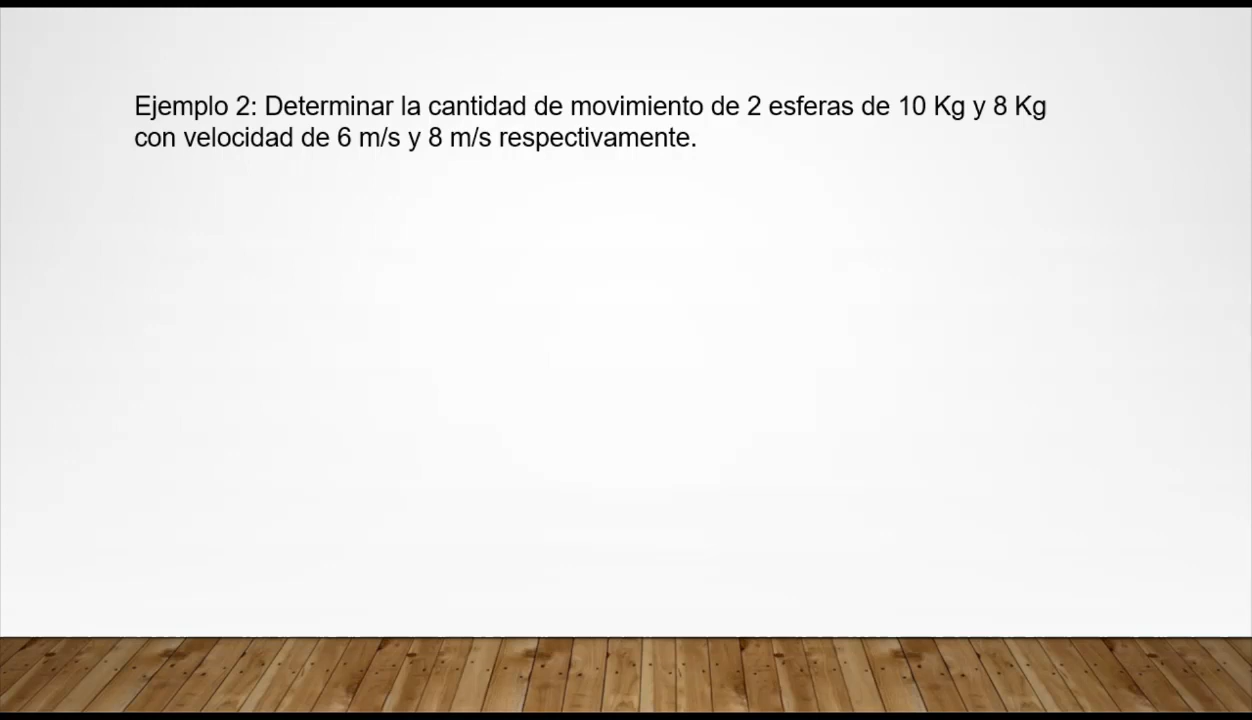 Ejemplo 2: Determinar la cantidad de movimiento de 2 esferas de 10 Kg y 8 Kg
con velocidad de 6 m/s y 8 m/s respectivamente.